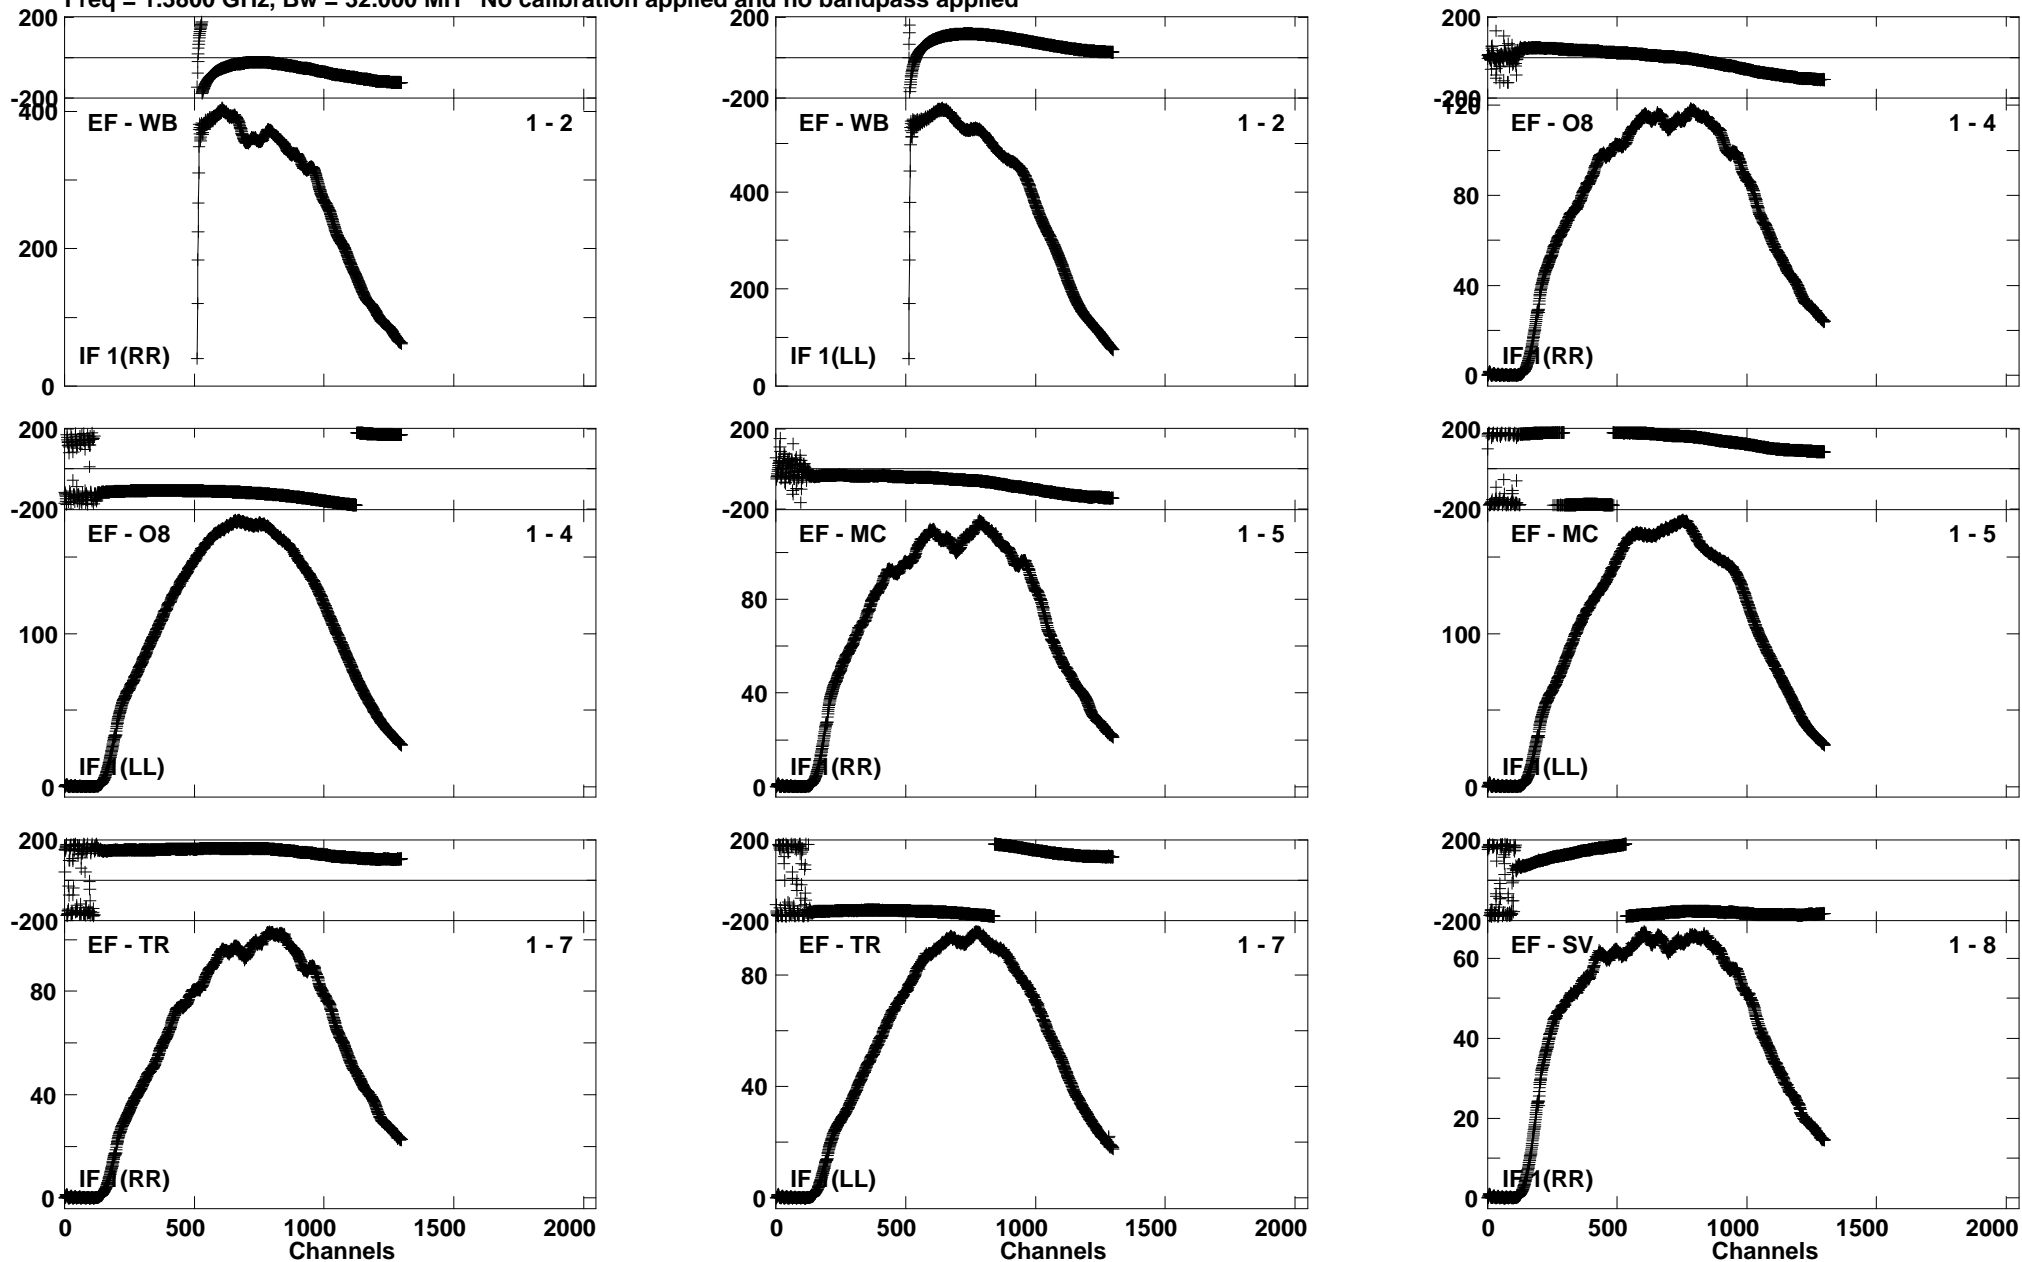 Freq = 1.3800 GHz, Bw = 32.000 MH No calibration applied and no bandpass applied
200
-200
400
200
0
EF - WB
1 - 2
IF 1(RR)
200
-200
400
200
0
EF - WB
1 - 2
IF 1(LL)
200
-200
120
80
40
0
EF - O8
1 - 4
IF 1(RR)
200
-200
100
0
EF - O8
1 - 4
IF 1(LL)
200
-200
80
40
0
EF - MC
1 - 5
IF 1(RR)
200
-200
100
0
EF - MC
1 - 5
IF 1(LL)
200
-200
80
40
0
EF - TR
1 - 7
IF 1(RR)
0 500 1000 1500 2000
Channels
200
-200
80
40
0
EF - TR
1 - 7
IF 1(LL)
0 500 1000 1500 2000
Channels
200
-200
60
40
20
0
EF - SV
1 - 8
IF 1(RR)
0 500 1000 1500 2000
Channels